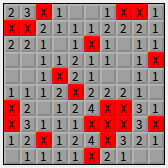 2 3 X 1 1 X X 1
X X 2 1 1 1 2 2 2 1
2 2 1 1 X 1 1 1
1 1 2 1 1 1 X
1 X 2 1 1 1
1 1 1 2 X 2 2 2 1
X 2 1 2 4 X X 3 1
X 3 1 1 1 X X X 3 X
1 2 X 1 2 4 X 3 2 1
1 1 1 1 X 2 1